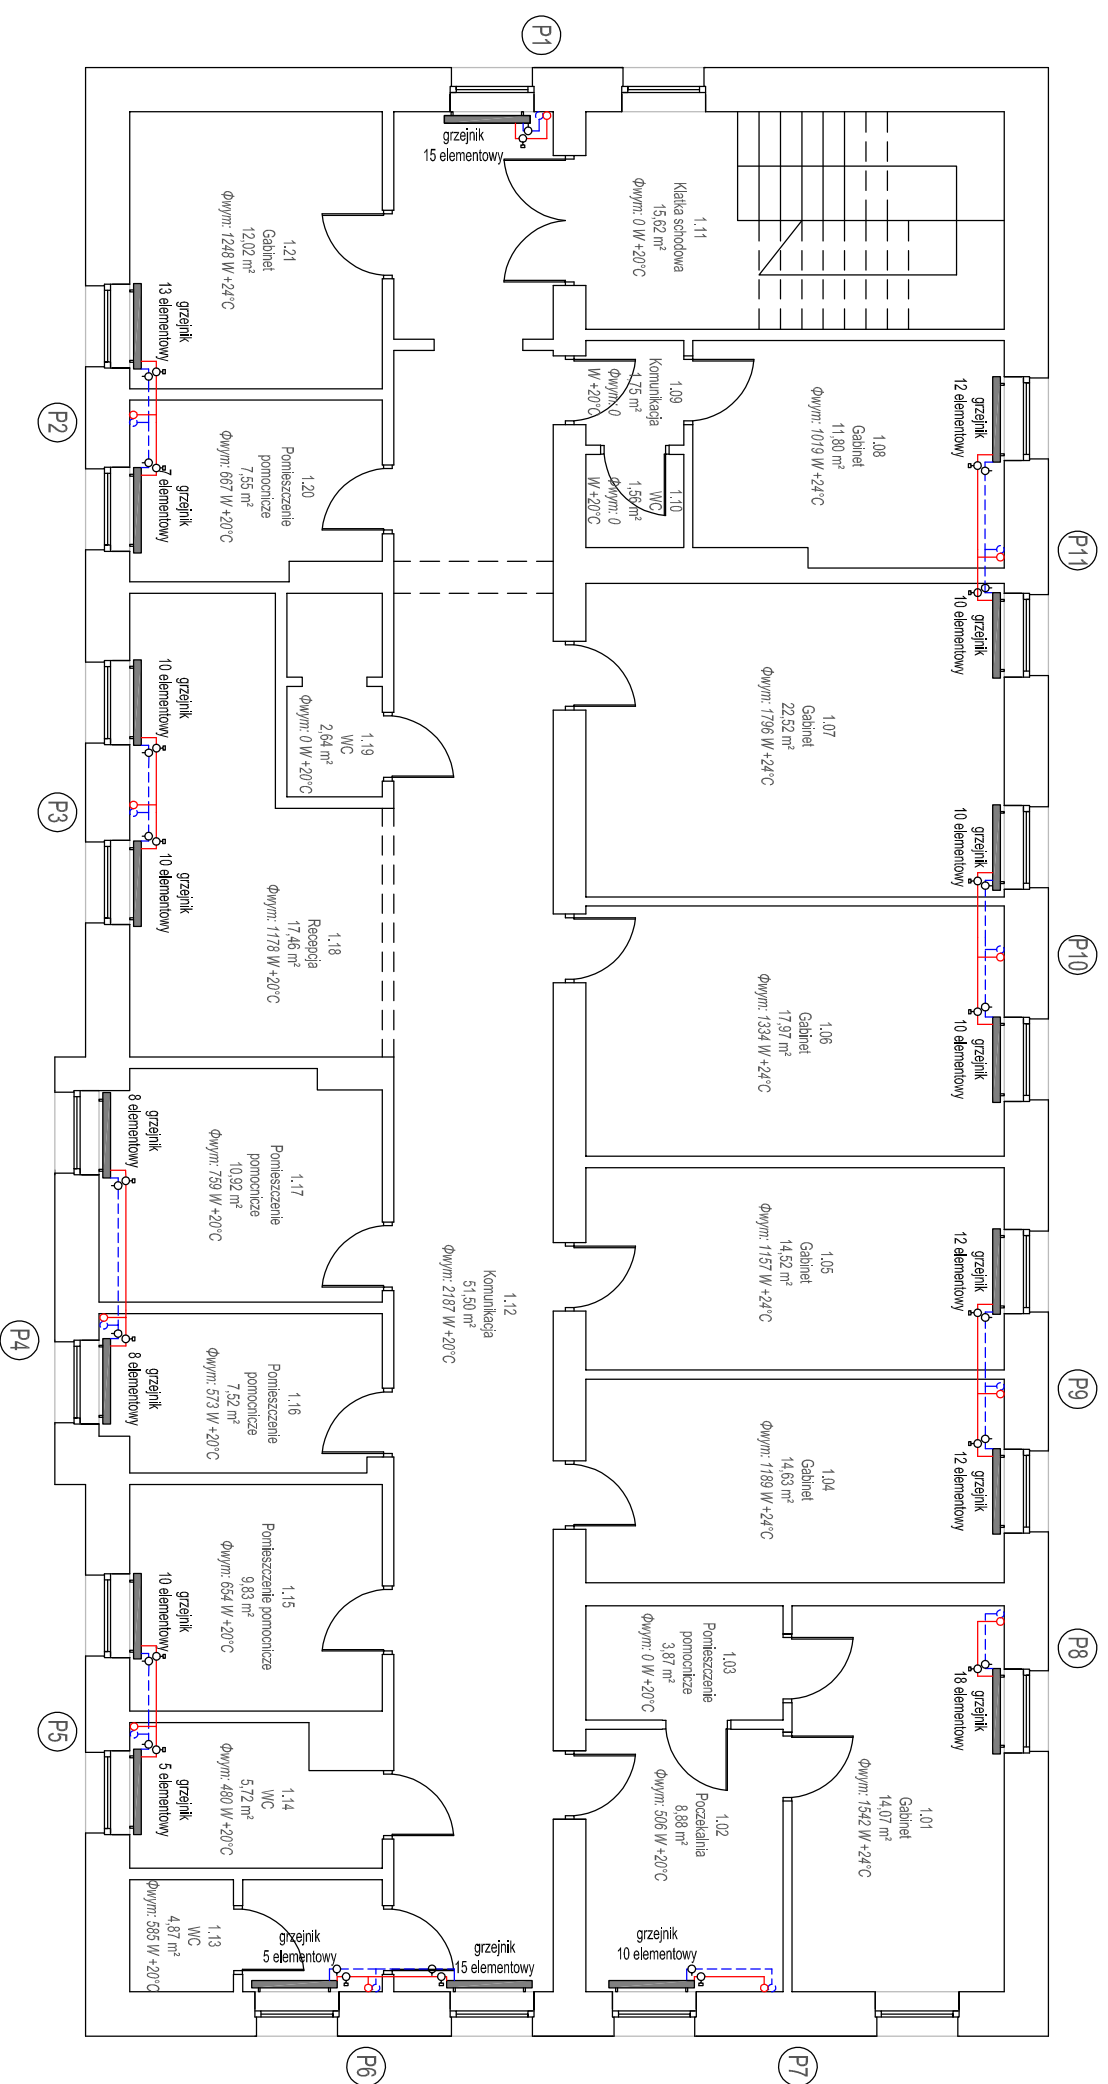 P1
grzejnik
15 elementowy
1.11
Klatka schodowa
15,62 m²
Φwym: 0 W +20°C
1.21
Gabinet
12,02 m²
Φwym: 1248 W +24°C
grzejnik
13 elementowy
P2
1.20
Pomieszczenie
pomocnicze
7,55 m²
Φwym: 667 W +20°C
grzejnik
7 elementowy
1.09
Komunikacja
1,75 m²
Φwym: 0
W +20°C
1.10
WC
1,56 m²
Φwym: 0
W +20°C
1.08
Gabinet
11,80 m²
Φwym: 1019 W +24°C
grzejnik
12 elementowy
P11
grzejnik
10 elementowy
1.07
Gabinet
22,52 m²
Φwym: 1796 W +24°C
grzejnik
10 elementowy
P10
grzejnik
10 elementowy
1.06
Gabinet
17,97 m²
Φwym: 1334 W +24°C
1.19
WC
2,64 m²
Φwym: 0 W +20°C
grzejnik
10 elementowy
P3
grzejnik
10 elementowy
1.18
Recepcja
17,46 m²
Φwym: 1178 W +20°C
1.17
Pomieszczenie
pomocnicze
10,92 m²
Φwym: 759 W +20°C
grzejnik
8 elementowy
P4
grzejnik
8 elementowy
1.16
Pomieszczenie
pomocnicze
7,52 m²
Φwym: 573 W +20°C
1.12
Komunikacja
51,50 m²
Φwym: 2187 W +20°C
1.05
Gabinet
14,52 m²
Φwym: 1157 W +24°C
grzejnik
12 elementowy
P9
grzejnik
12 elementowy
1.04
Gabinet
14,63 m²
Φwym: 1189 W +24°C
1.15
Pomieszczenie pomocnicze
9,83 m²
Φwym: 654 W +20°C
grzejnik
10 elementowy
P5
grzejnik
5 elementowy
1.14
WC
5,72 m²
Φwym: 480 W +20°C
1.03
Pomieszczenie
pomocnicze
3,87 m²
Φwym: 0 W +20°C
P8
grzejnik
18 elementowy
1.01
Gabinet
14,07 m²
Φwym: 1542 W +24°C
1.02
Poczekalnia
8,88 m²
Φwym: 506 W +20°C
1.13
WC
4,87 m²
Φwym: 585 W +20°C
grzejnik
5 elementowy
grzejnik
15 elementowy
grzejnik
10 elementowy
P6
P7